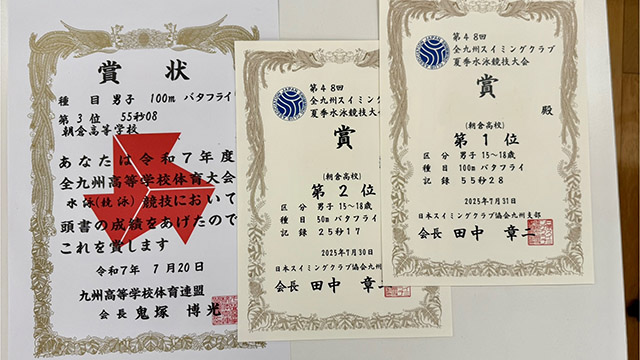 賞状
種目 男子 100m バタフライ
第3位 55秒08
朝倉高等学校
あなたは令和7年度
全九州高等学校体育大会
水泳(競泳)競技において
頭書の成績をあげたので
これを賞します
令和7年 7月20日
九州高等学校体育連盟
会長 鬼塚 博光
第48回
全九州スイミングクラブ
夏季水泳競技大会
賞
(朝倉高校)
第2位
区分 男子 15〜18歳
種目 50m バタフライ
記録 25秒17
2025年7月30日
日本スイミングクラブ協会九州
会長 田中 章二
第48回
全九州スイミングクラブ
夏季水泳競技大会
賞
殿
(朝倉高校)
第1位
区分 男子 15〜18歳
種目 100m バタフライ
記録 55秒28
2025年7月31日
日本スイミングクラブ協会九州支部
会長 田中 章二